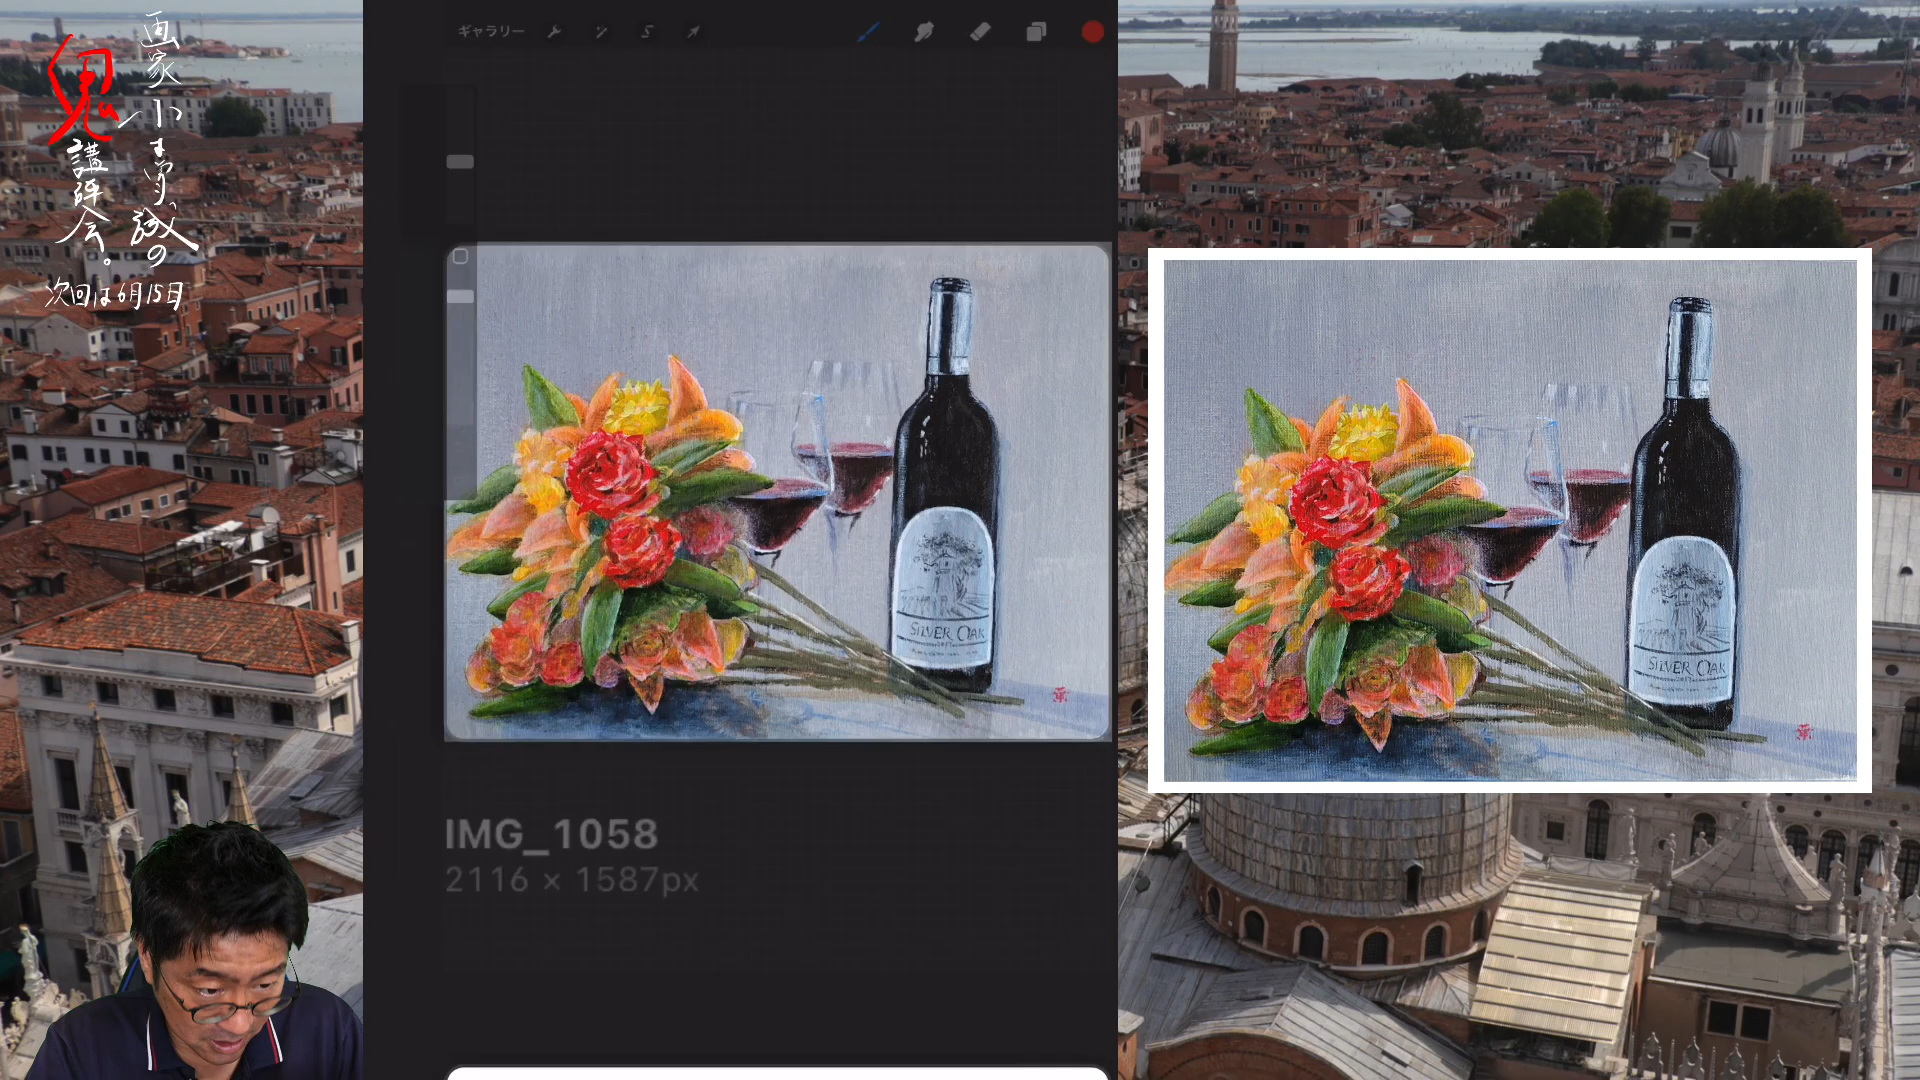 画家小木曽誠の
鬼講評会。
次回は6月15日
ギャラリー
SILVER OAK
IMG_1058
2116 × 1587px
SILVER OAK